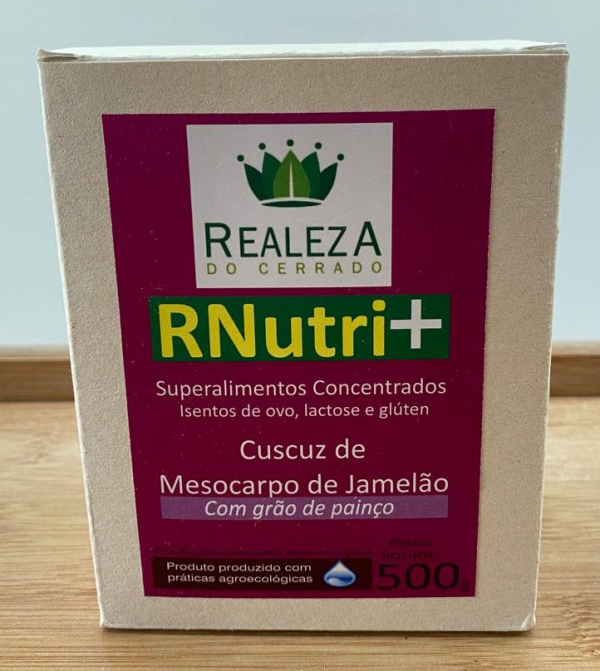 REALEZA
DO CERRADO
RNutri+
Superalimentos Concentrados
Isentos de ovo, lactose e glúten
Cuscuz de
Mesocarpo de Jamelão
Com grão de painço
Produto produzido com
práticas agroecológicas
Peso
líquido
500g